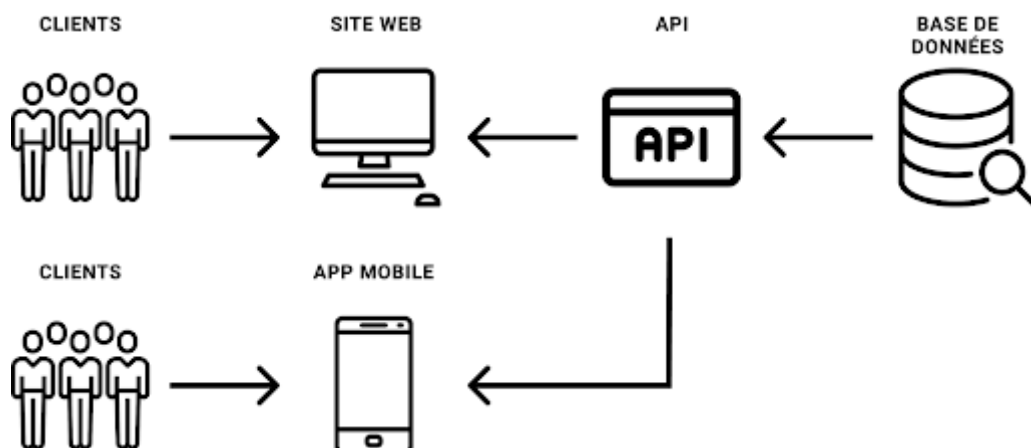 CLIENTS
SITE WEB
API
BASE DE
DONNÉES
API
CLIENTS
APP MOBILE